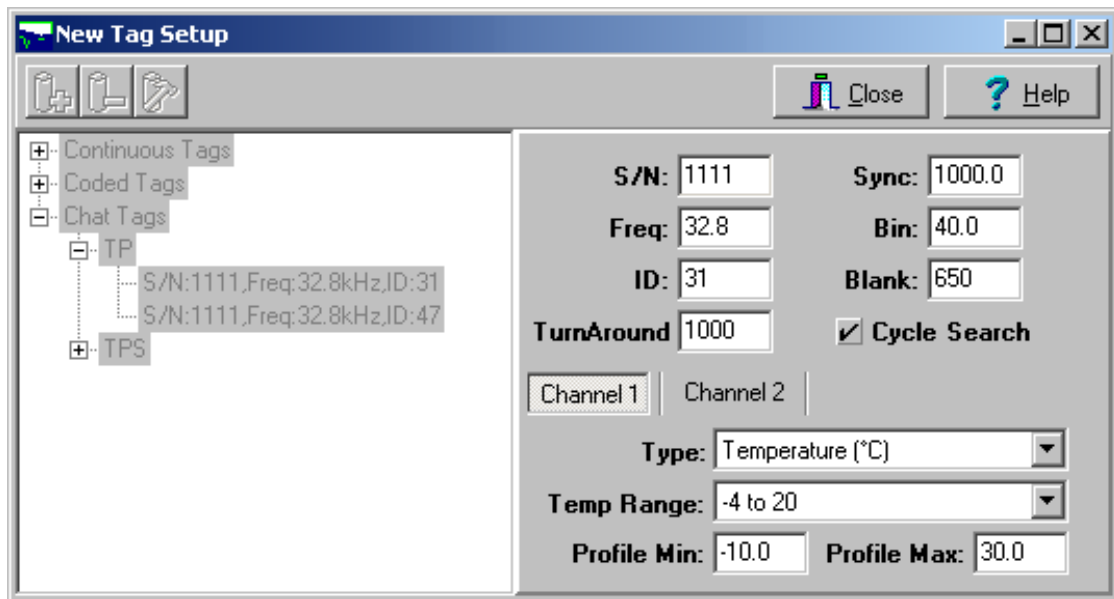 New Tag Setup
Close
Help
Continuous Tags
Coded Tags
Chat Tags
TP
S/N:1111,Freq:32.8kHz,ID:31
S/N:1111,Freq:32.8kHz,ID:47
TPS
S/N: 1111 Sync: 1000.0
Freq: 32.8 Bin: 40.0
ID: 31 Blank: 650
TurnAround 1000 Cycle Search
Channel 1 Channel 2
Type: Temperature (°C)
Temp Range: -4 to 20
Profile Min: -10.0 Profile Max: 30.0